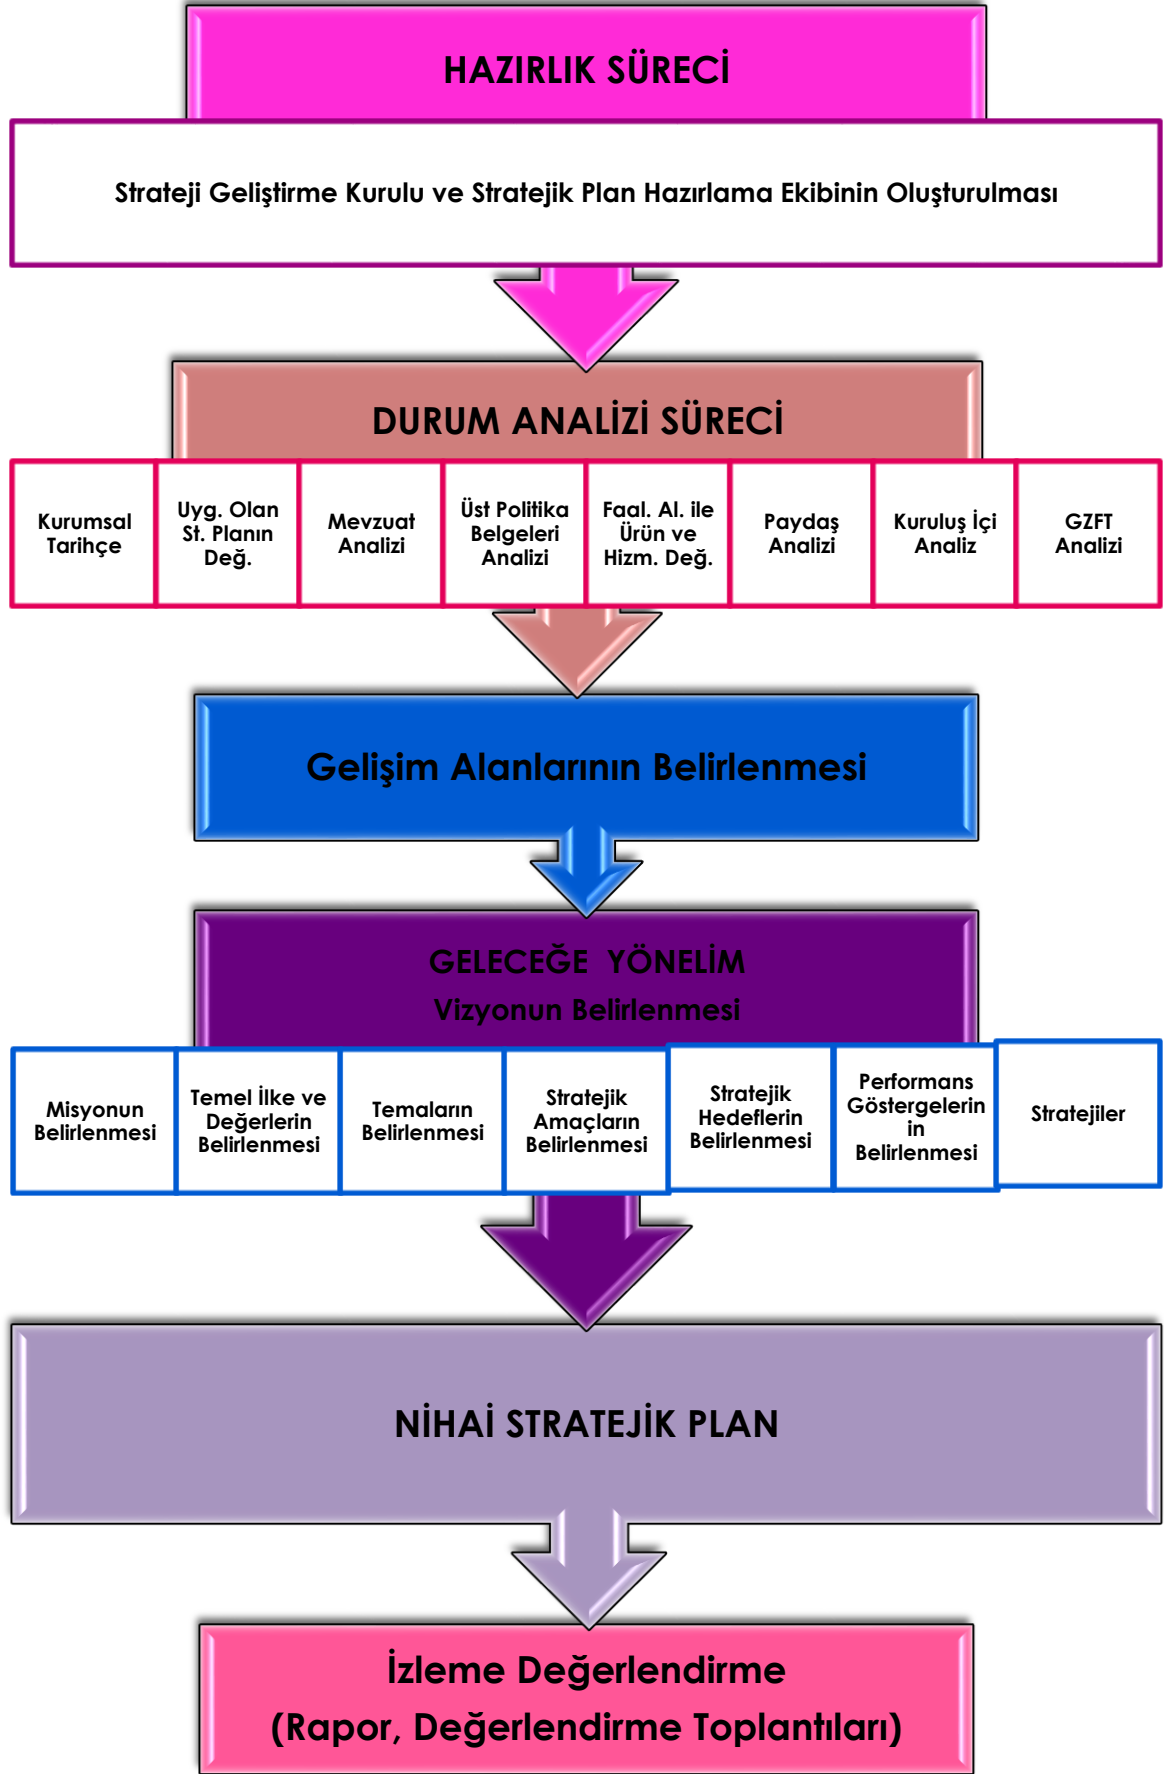 HAZIRLIK SÜRECİ
Strateji Geliştirme Kurulu ve Stratejik Plan Hazırlama Ekibinin Oluşturulması
DURUM ANALİZİ SÜRECİ
Kurumsal
Tarihçe
Uyg. Olan
St. Planın
Değ.
Mevzuat
Analizi
Üst Politika
Belgeleri
Analizi
Faal. Al. ile
Ürün ve
Hizm. Değ.
Paydaş
Analizi
Kuruluş İçi
Analiz
GZFT
Analizi
Gelişim Alanlarının Belirlenmesi
GELECEĞE YÖNELİM
Vizyonun Belirlenmesi
Misyonun
Belirlenmesi
Temel İlke ve
Değerlerin
Belirlenmesi
Temaların
Belirlenmesi
Stratejik
Amaçların
Belirlenmesi
Stratejik
Hedeflerin
Belirlenmesi
Performans
Göstergelerin
in
Belirlenmesi
Stratejiler
NİHAİ STRATEJİK PLAN
İzleme Değerlendirme
(Rapor, Değerlendirme Toplantıları)